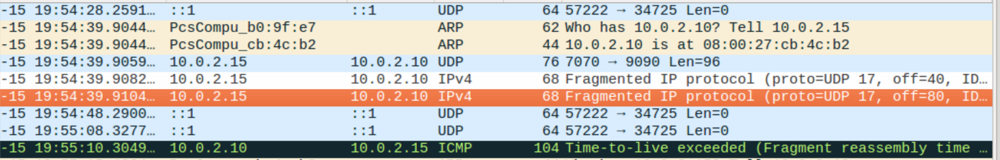 -15 19:54:28.2591… ::1 ::1 UDP 64 57222 → 34725 Len=0
-15 19:54:39.9044… PcsCompu_b0:9f:e7 ARP 62 Who has 10.0.2.10? Tell 10.0.2.15
-15 19:54:39.9044… PcsCompu_cb:4c:b2 ARP 44 10.0.2.10 is at 08:00:27:cb:4c:b2
-15 19:54:39.9059… 10.0.2.15 10.0.2.10 UDP 76 7070 → 9090 Len=96
-15 19:54:39.9082… 10.0.2.15 10.0.2.10 IPv4 68 Fragmented IP protocol (proto=UDP 17, off=40, ID…
-15 19:54:39.9104… 10.0.2.15 10.0.2.10 IPv4 68 Fragmented IP protocol (proto=UDP 17, off=80, ID…
-15 19:54:48.2900… ::1 ::1 UDP 64 57222 → 34725 Len=0
-15 19:55:08.3277… ::1 ::1 UDP 64 57222 → 34725 Len=0
-15 19:55:10.3049… 10.0.2.10 10.0.2.15 ICMP 104 Time-to-live exceeded (Fragment reassembly time …